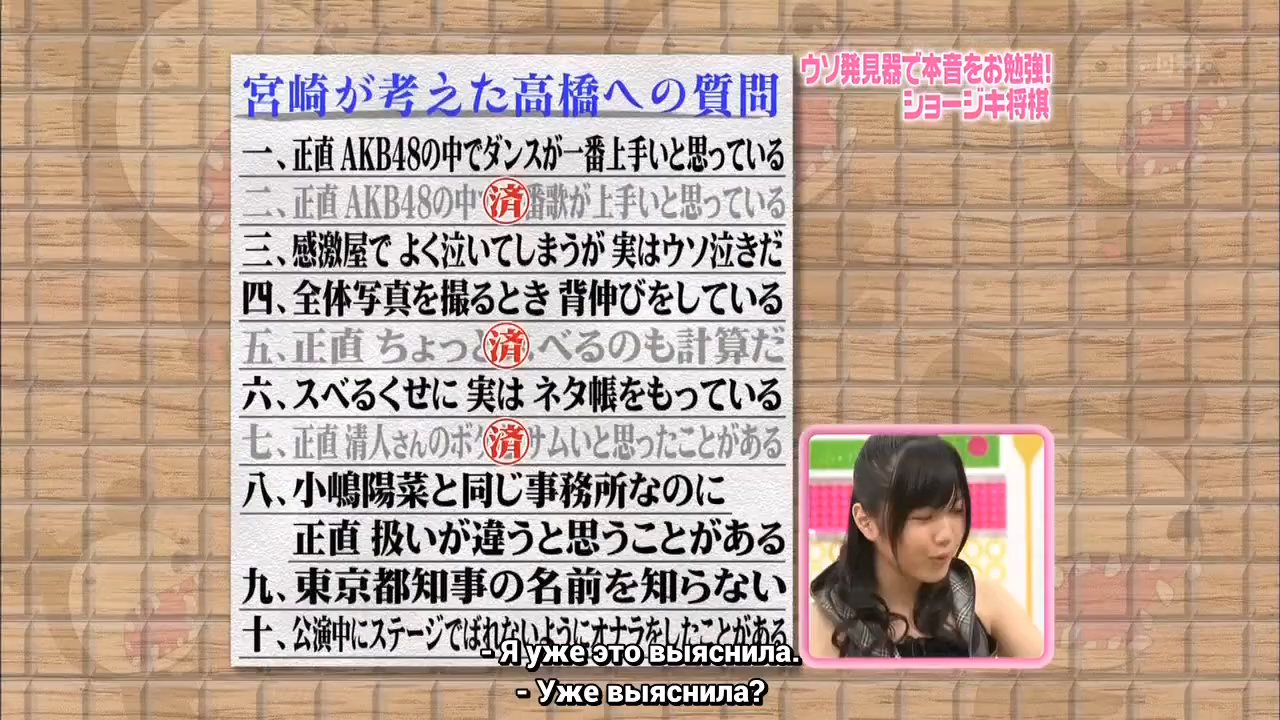 宮崎が考えた高橋への質問
ウソ発見器で本音をお勉強!
ショージキ将棋
一、正直 AKB48の中でダンスが一番上手いと思っている
二、正直 AKB48の中 済 番歌が上手いと思っている
三、感激屋で よく泣いてしまうが 実はウソ泣きだ
四、全体写真を撮るとき 背伸びをしている
五、正直 ちょっと 済 べるのも計算だ
六、スベるくせに 実は ネタ帳をもっている
七、正直 清人さんのボケ 済 サムいと思ったことがある
八、小嶋陽菜と同じ事務所なのに
正直 扱いが違うと思うことがある
九、東京都知事の名前を知らない
十、公演中にステージでばれないようにオナラをしたことがある
- Я уже это выяснила.
- Уже выяснила?